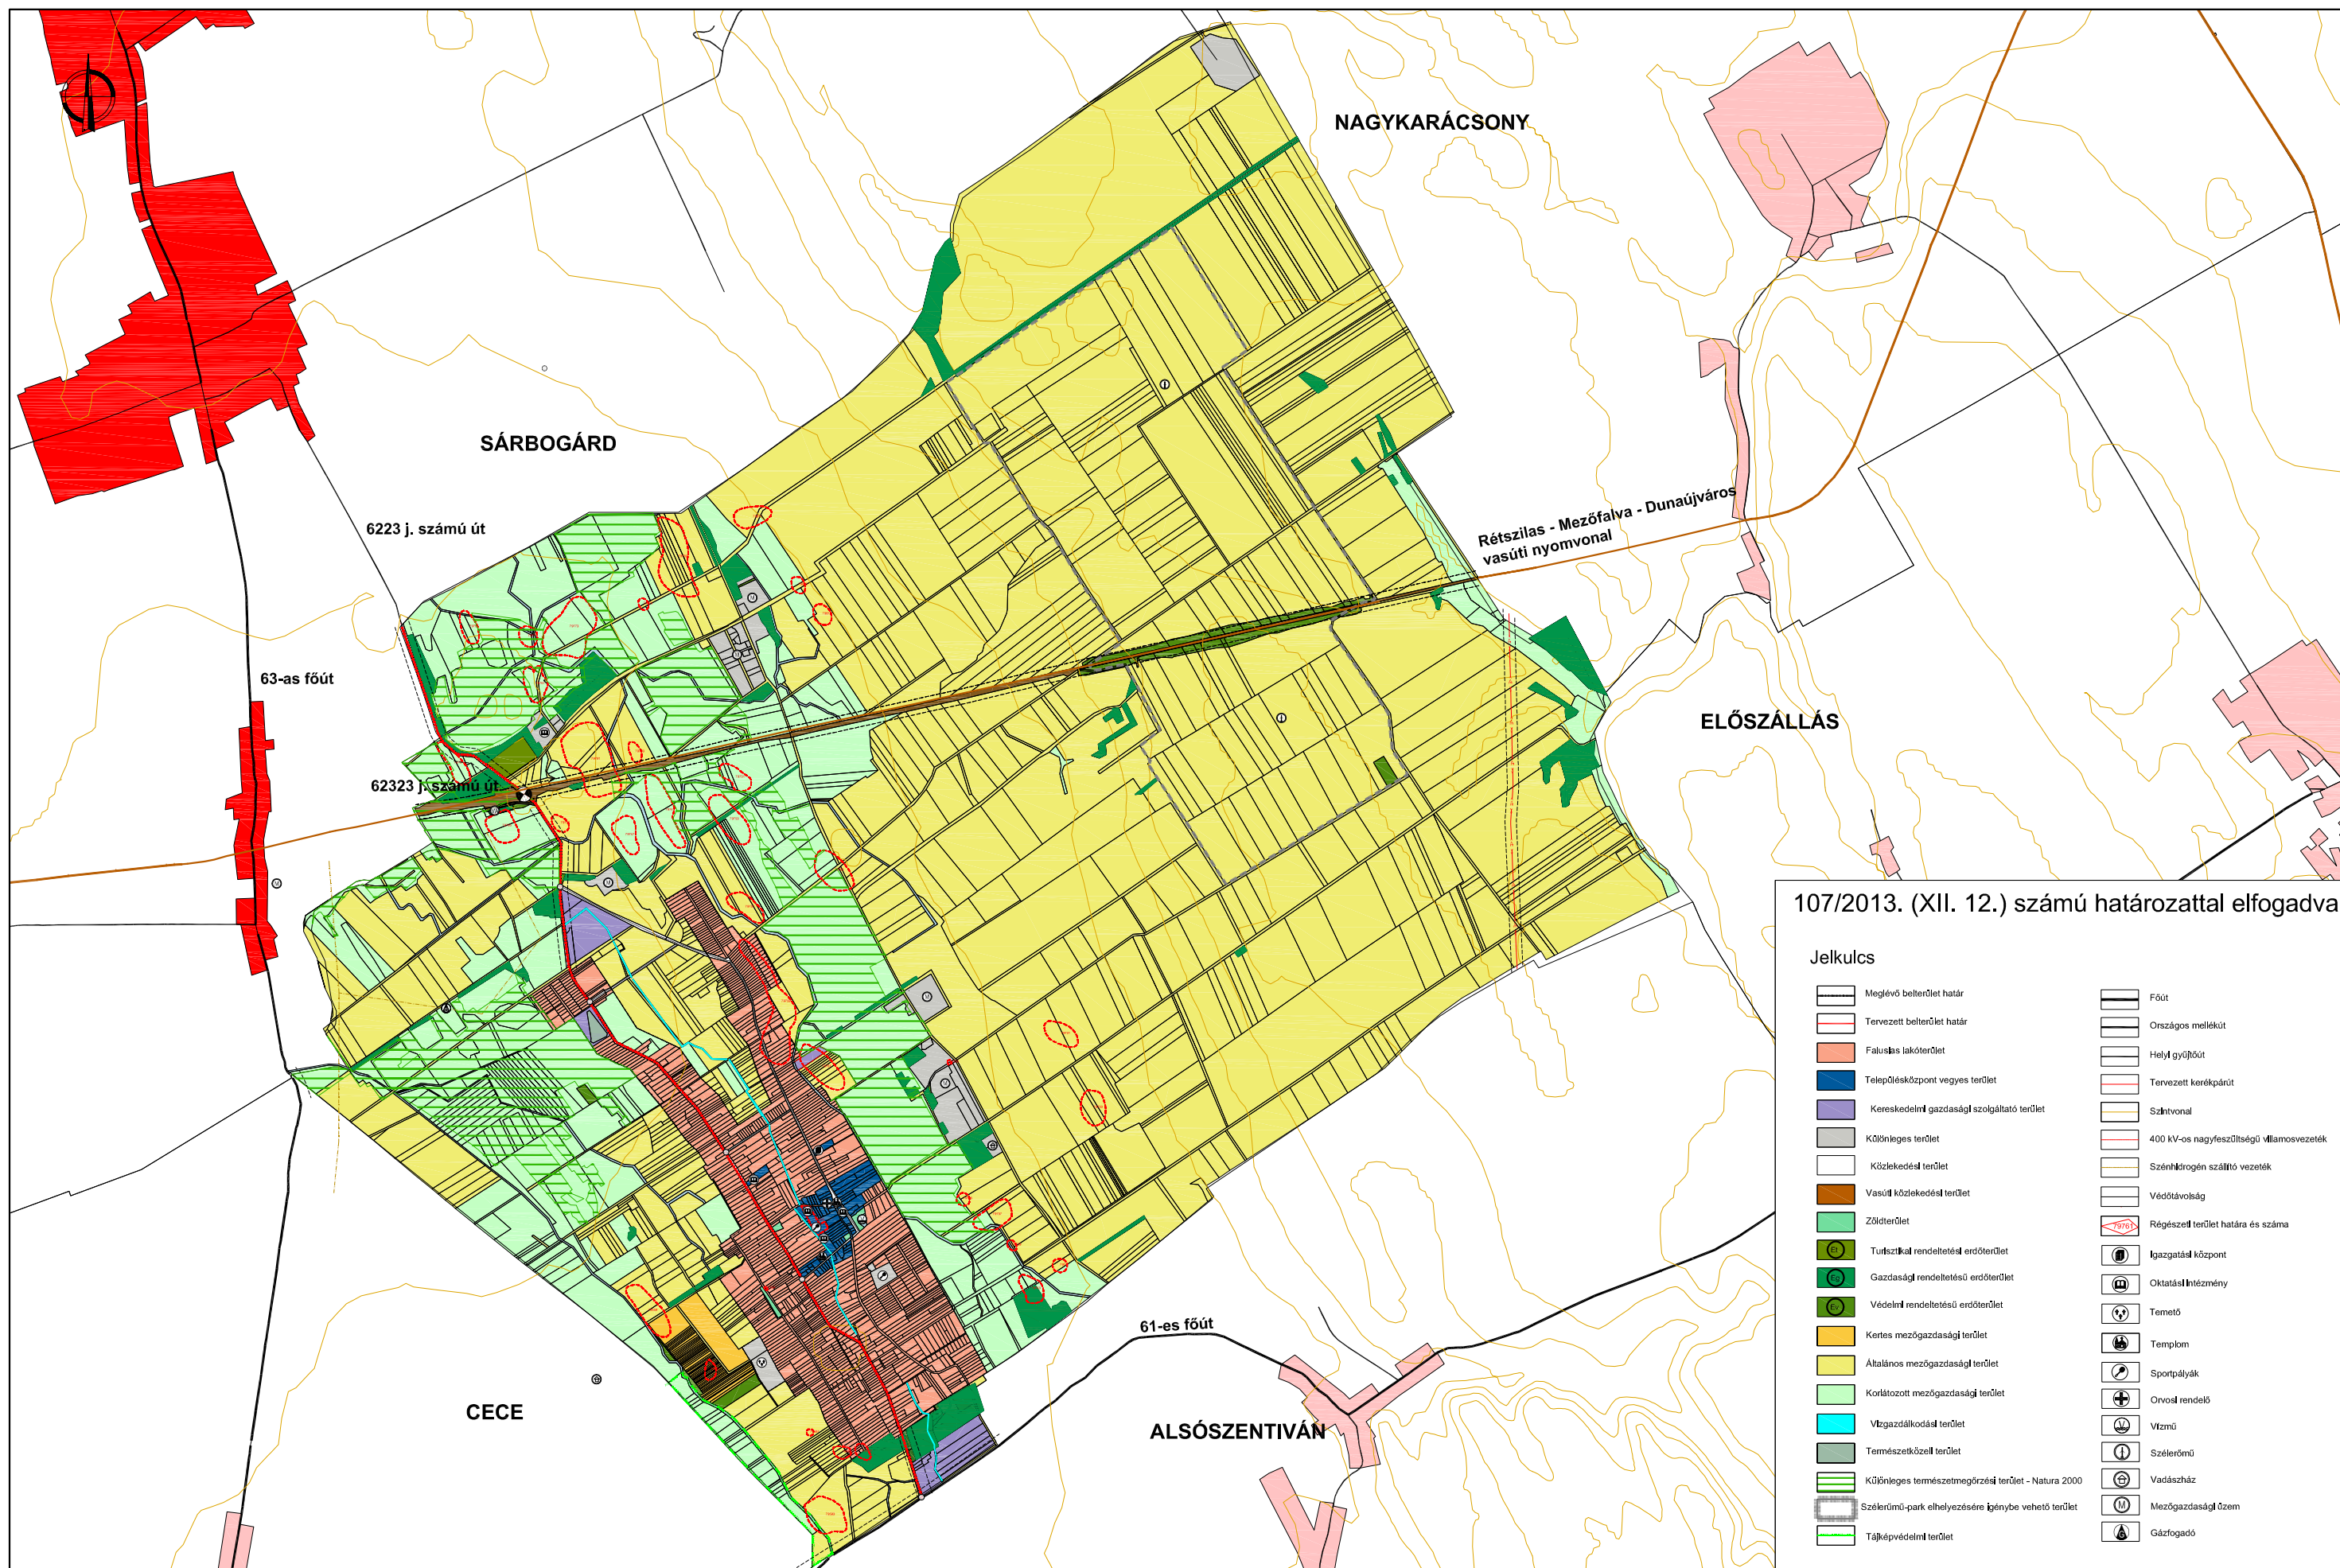 NAGYKARÁCSONY
SÁRBOGÁRD
6223 j. számú út
Rétszilas - Mezőfalva - Dunaújváros
vasúti nyomvonal
63-as főút
ELŐSZÁLLÁS
62323 j. számú út
61-es főút
CECE
ALSÓSZENTIVÁN
107/2013. (XII. 12.) számú határozattal elfogadva
Jelkulcs
Meglévő belterület határ
Tervezett belterület határ
Falusias lakóterület
Településközpont vegyes terület
Kereskedelmi gazdasági szolgáltató terület
Különleges terület
Közlekedési terület
Vasúti közlekedési terület
Zöldterület
Et Turisztikai rendeltetési erdőterület
Eg Gazdasági rendeltetésű erdőterület
Ev Védelmi rendeltetésű erdőterület
Kertes mezőgazdasági terület
Általános mezőgazdasági terület
Korlátozott mezőgazdasági terület
Vízgazdálkodási terület
Természetközeli terület
Különleges természetmegőrzési terület - Natura 2000
Szélerűmű-park elhelyezésére igénybe vehető terület
Tájképvédelmi terület
Főút
Országos mellékút
Helyi gyűjtőút
Tervezett kerékpárút
Szintvonal
400 kV-os nagyfeszültségű villamosvezeték
Szénhidrogén szállító vezeték
Védőtávolság
79761 Régészeti terület határa és száma
Igazgatási központ
Oktatási intézmény
Temető
Templom
Sportpályák
Orvosi rendelő
V Vízmű
Szélerőmű
Vadászház
M Mezőgazdasági üzem
G Gázfogadó